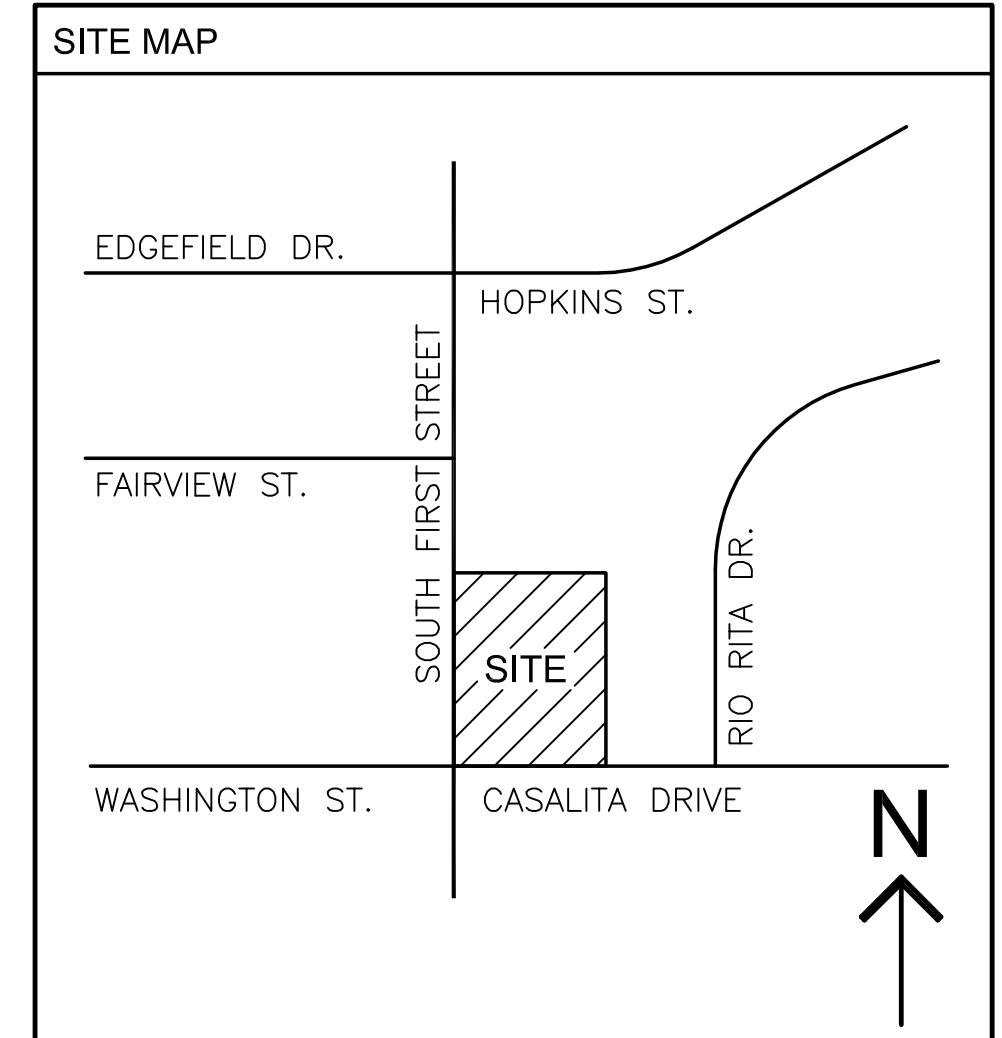 SITE MAP
EDGEFIELD DR.
HOPKINS ST.
SOUTH FIRST STREET
FAIRVIEW ST.
RIO RITA DR.
SITE
WASHINGTON ST.
CASALITA DRIVE
N